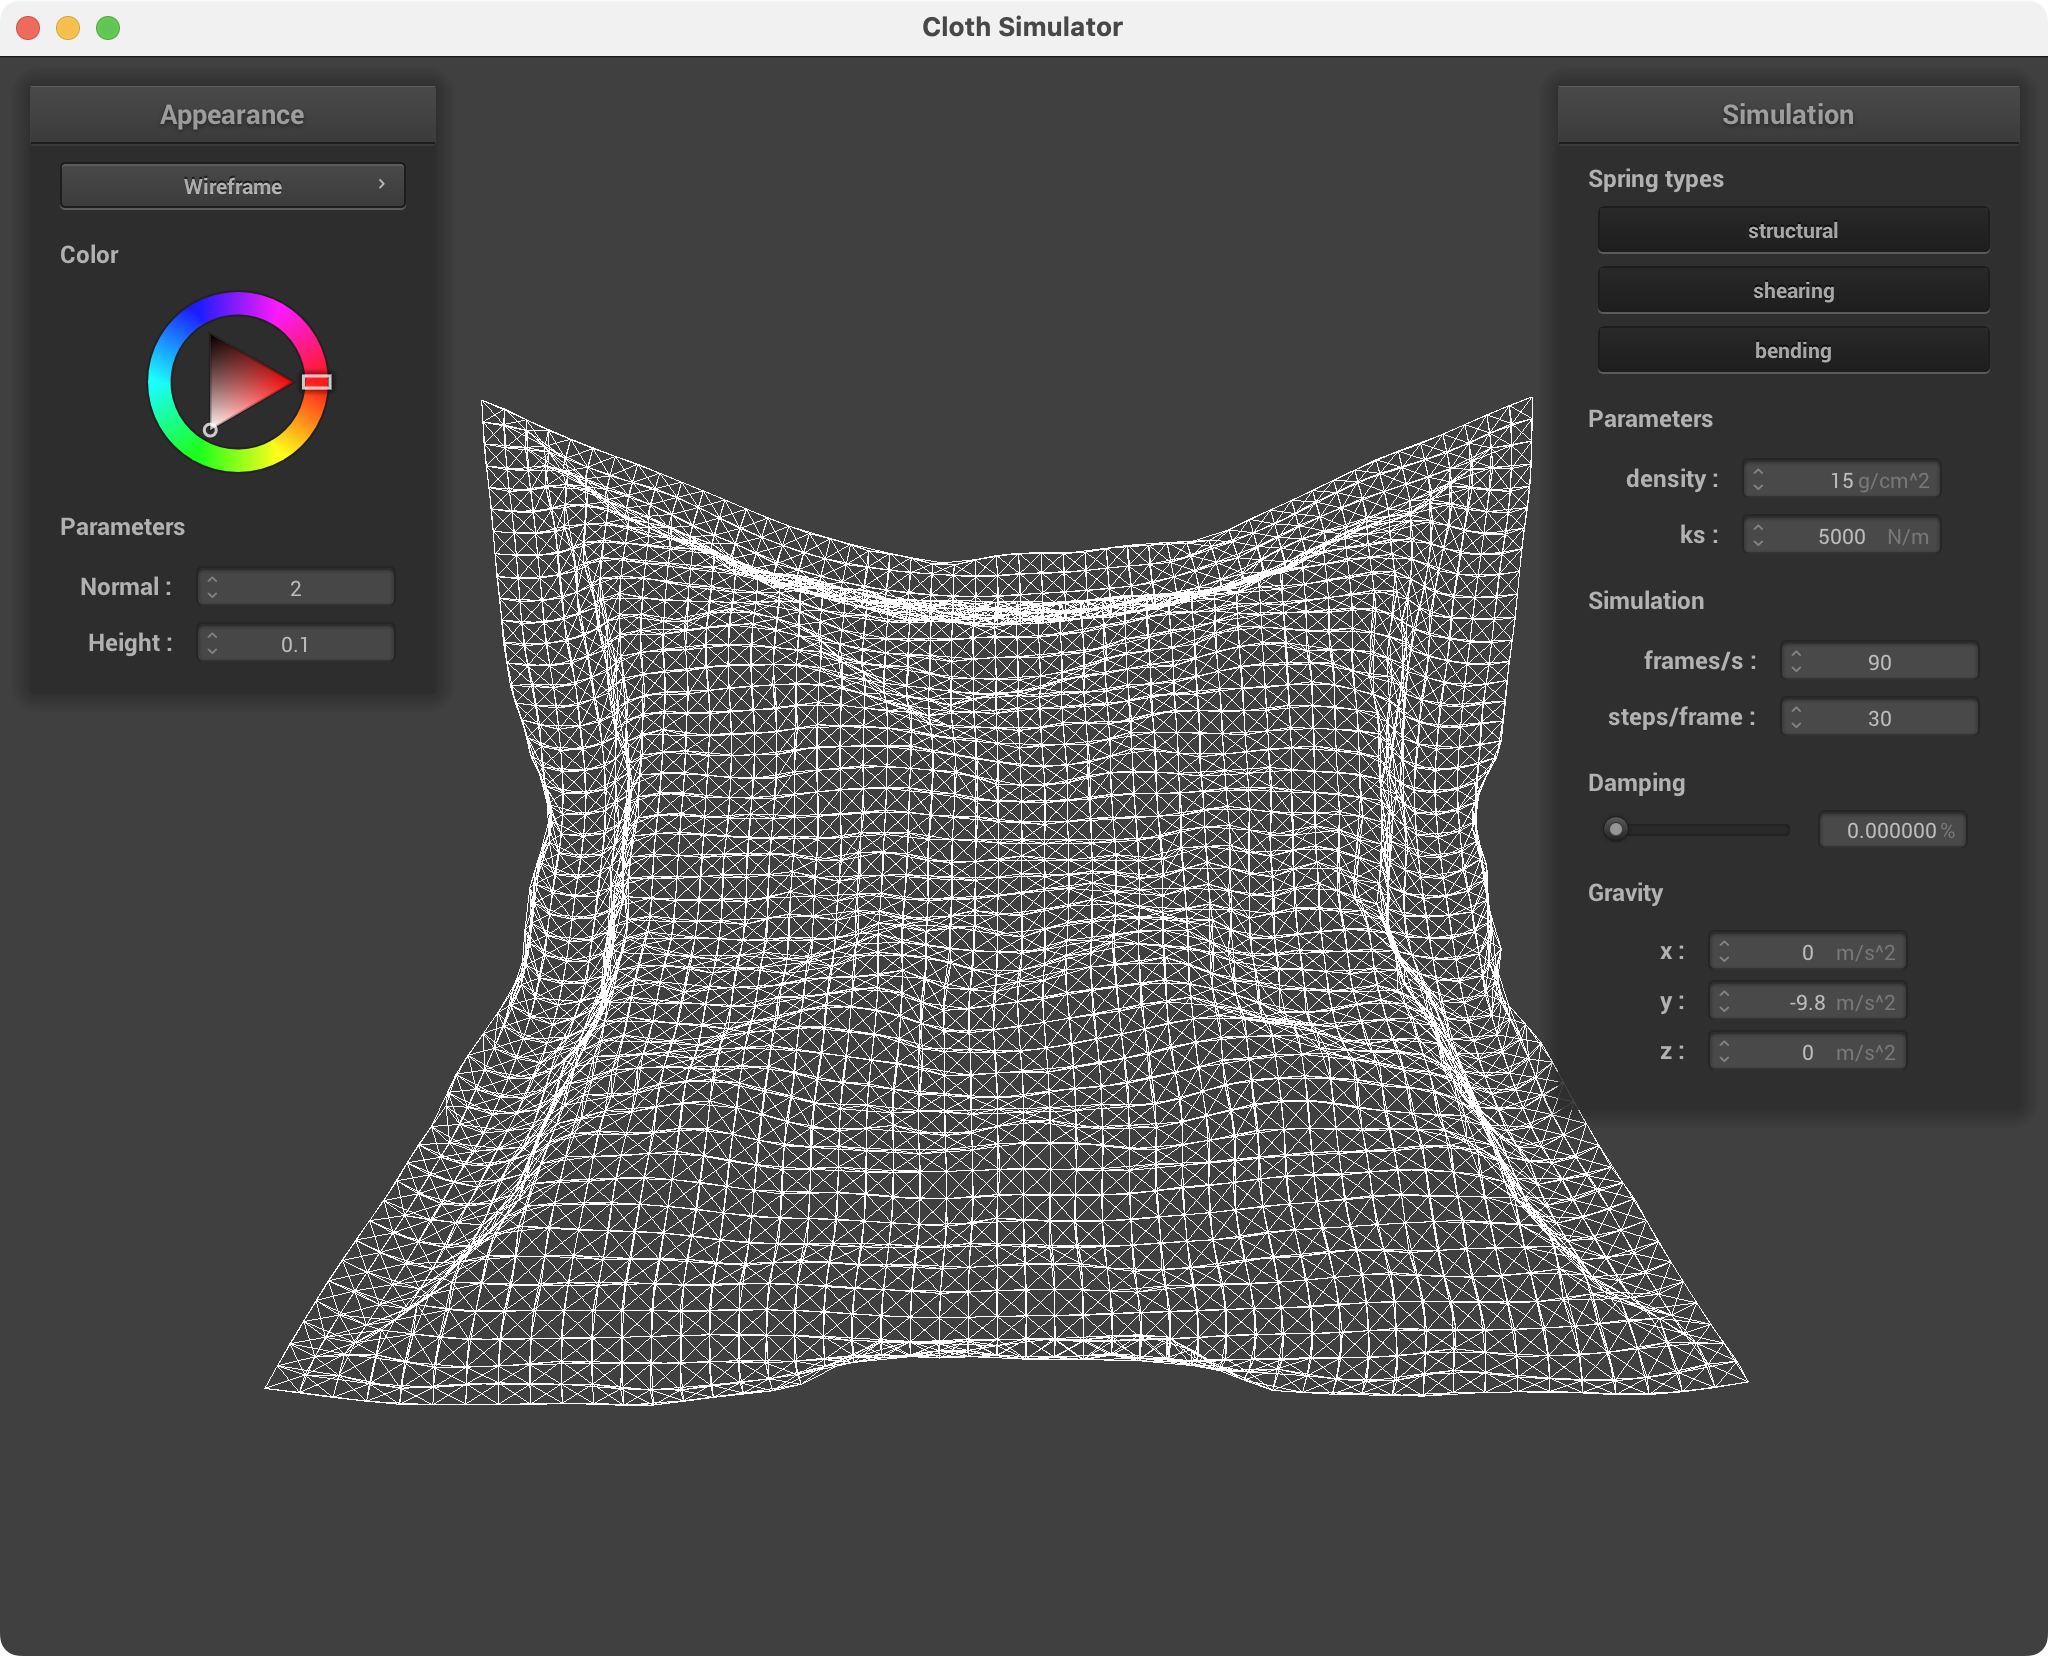 Cloth Simulator
Appearance
Wireframe
Color
Parameters
Normal : 2
Height : 0.1
Simulation
Spring types
structural
shearing
bending
Parameters
density : 15 g/cm^2
ks : 5000 N/m
Simulation
frames/s : 90
steps/frame : 30
Damping
0.000000 %
Gravity
x : 0 m/s^2
y : -9.8 m/s^2
z : 0 m/s^2